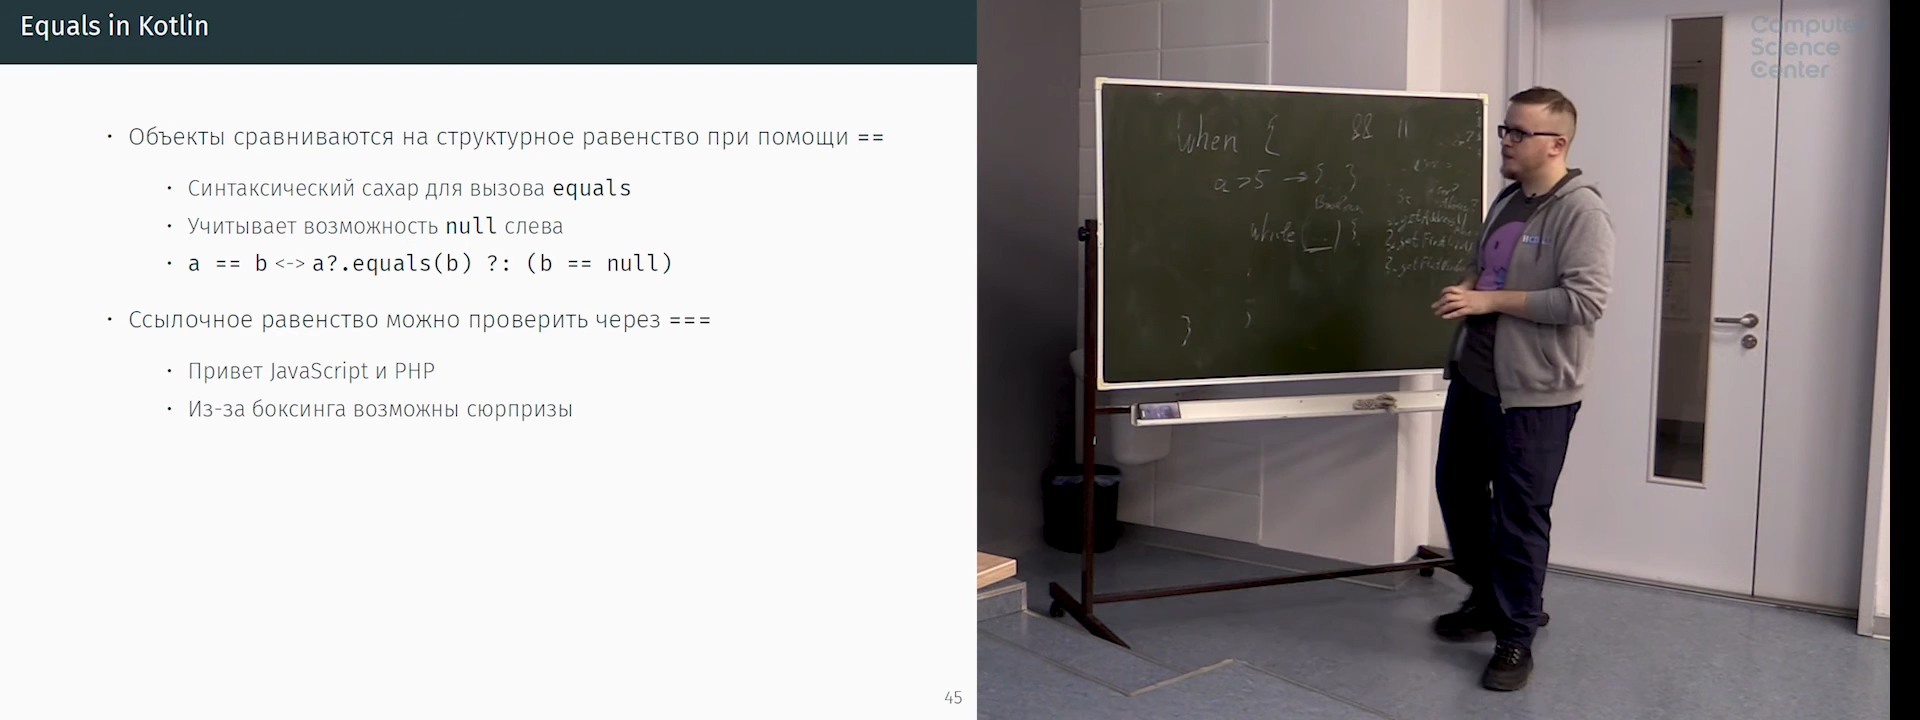 Equals in Kotlin
· Объекты сравниваются на структурное равенство при помощи ==
· Синтаксический сахар для вызова equals
· Учитывает возможность null слева
· a == b <-> a?.equals(b) ?: (b == null)
· Ссылочное равенство можно проверить через ===
· Привет JavaScript и PHP
· Из-за боксинга возможны сюрпризы
45
Computer
Science
Center
when { && ||
a > 5 → { }
Boolean
while (...) }
}